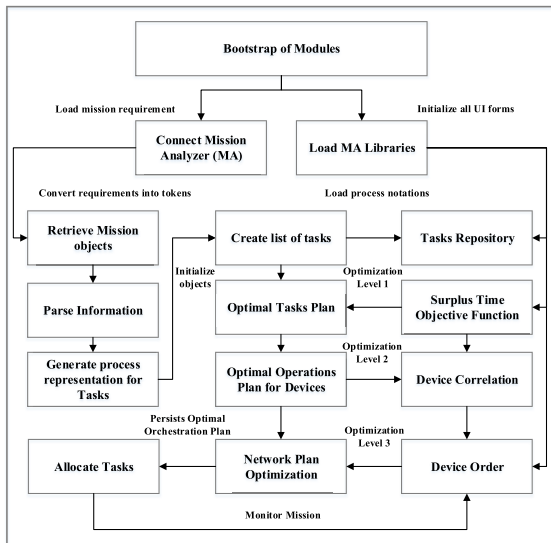 Bootstrap of Modules
Load mission requirement
Initialize all UI forms
Connect Mission
Analyzer (MA)
Load MA Libraries
Convert requirements into tokens
Load process notations
Retrieve Mission
objects
Create list of tasks
Tasks Repository
Initialize
objects
Optimization
Level 1
Parse Information
Optimal Tasks Plan
Surplus Time
Objective Function
Generate process
representation for
Tasks
Optimal Operations
Plan for Devices
Optimization
Level 2
Device Correlation
Persists Optimal
Orchestration Plan
Optimization
Level 3
Allocate Tasks
Network Plan
Optimization
Device Order
Monitor Mission